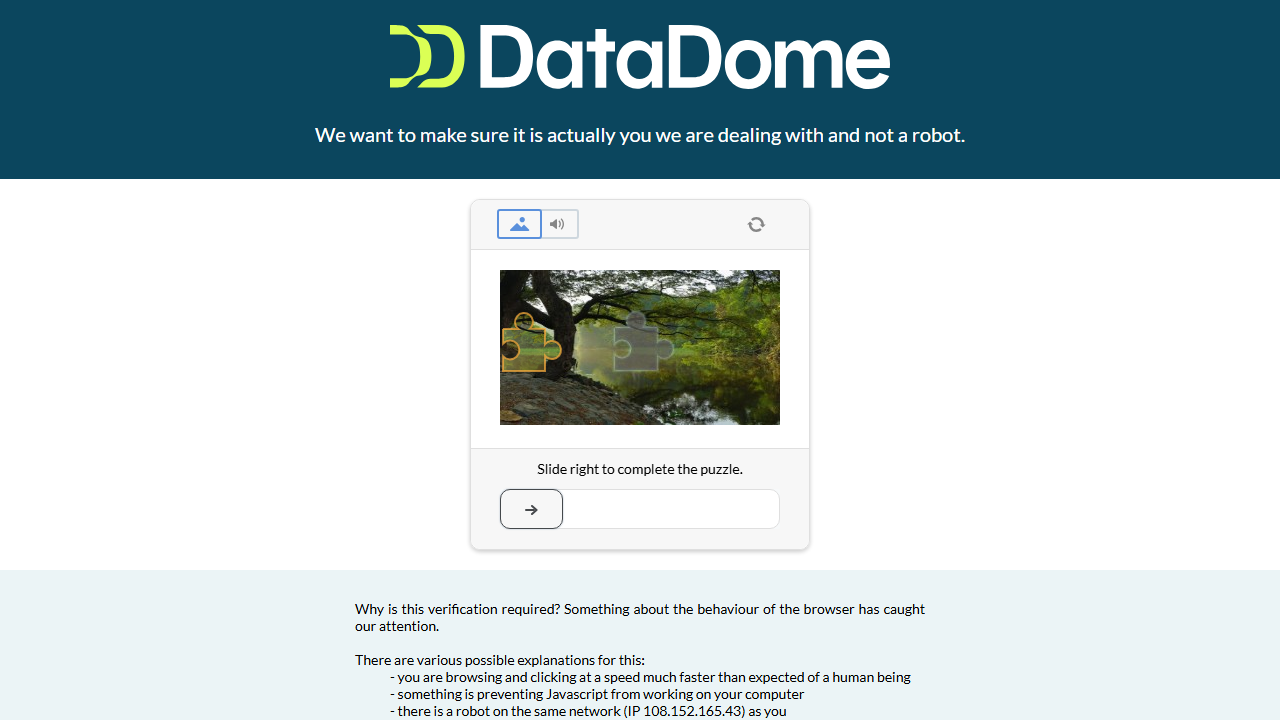 DataDome
We want to make sure it is actually you we are dealing with and not a robot.
Slide right to complete the puzzle.
Why is this verification required? Something about the behaviour of the browser has caught
our attention.
There are various possible explanations for this:
- you are browsing and clicking at a speed much faster than expected of a human being
- something is preventing Javascript from working on your computer
- there is a robot on the same network (IP 108.152.165.43) as you